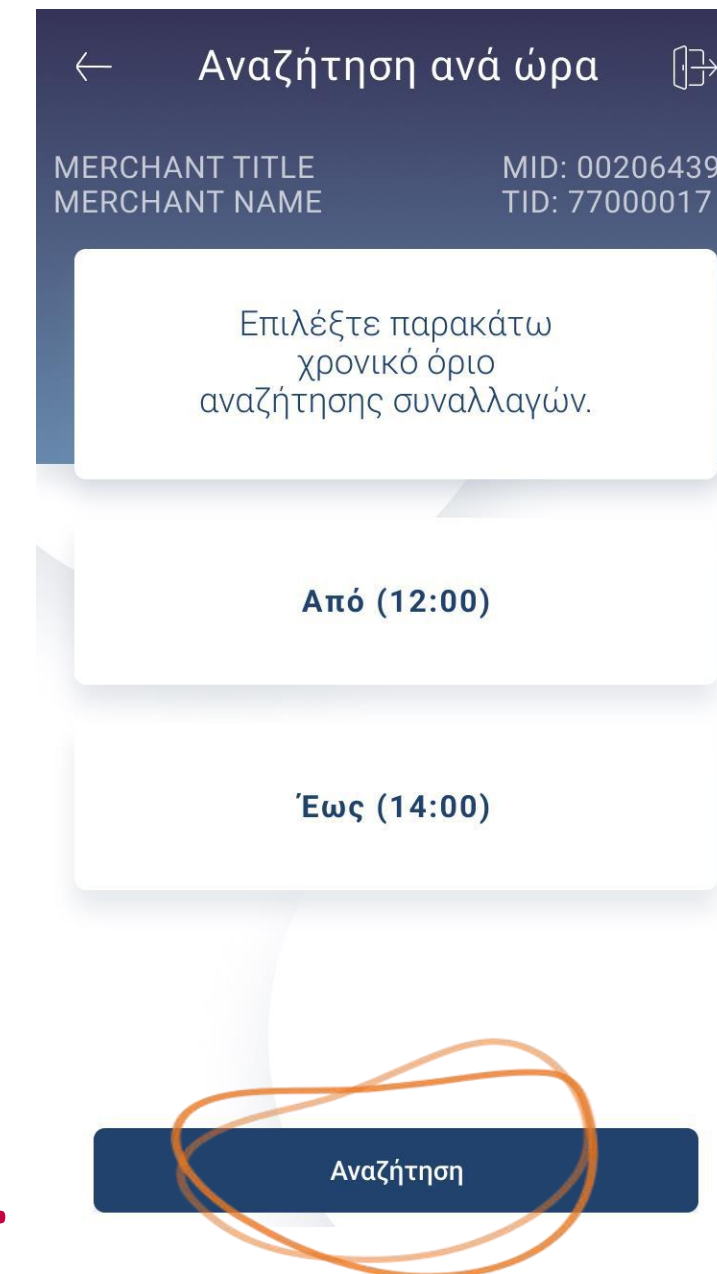 Αναζήτηση ανά ώρα
MERCHANT TITLE MID: 00206439
MERCHANT NAME TID: 77000017
Επιλέξτε παρακάτω
χρονικό όριο
αναζήτησης συναλλαγών.
Από (12:00)
Έως (14:00)
Αναζήτηση